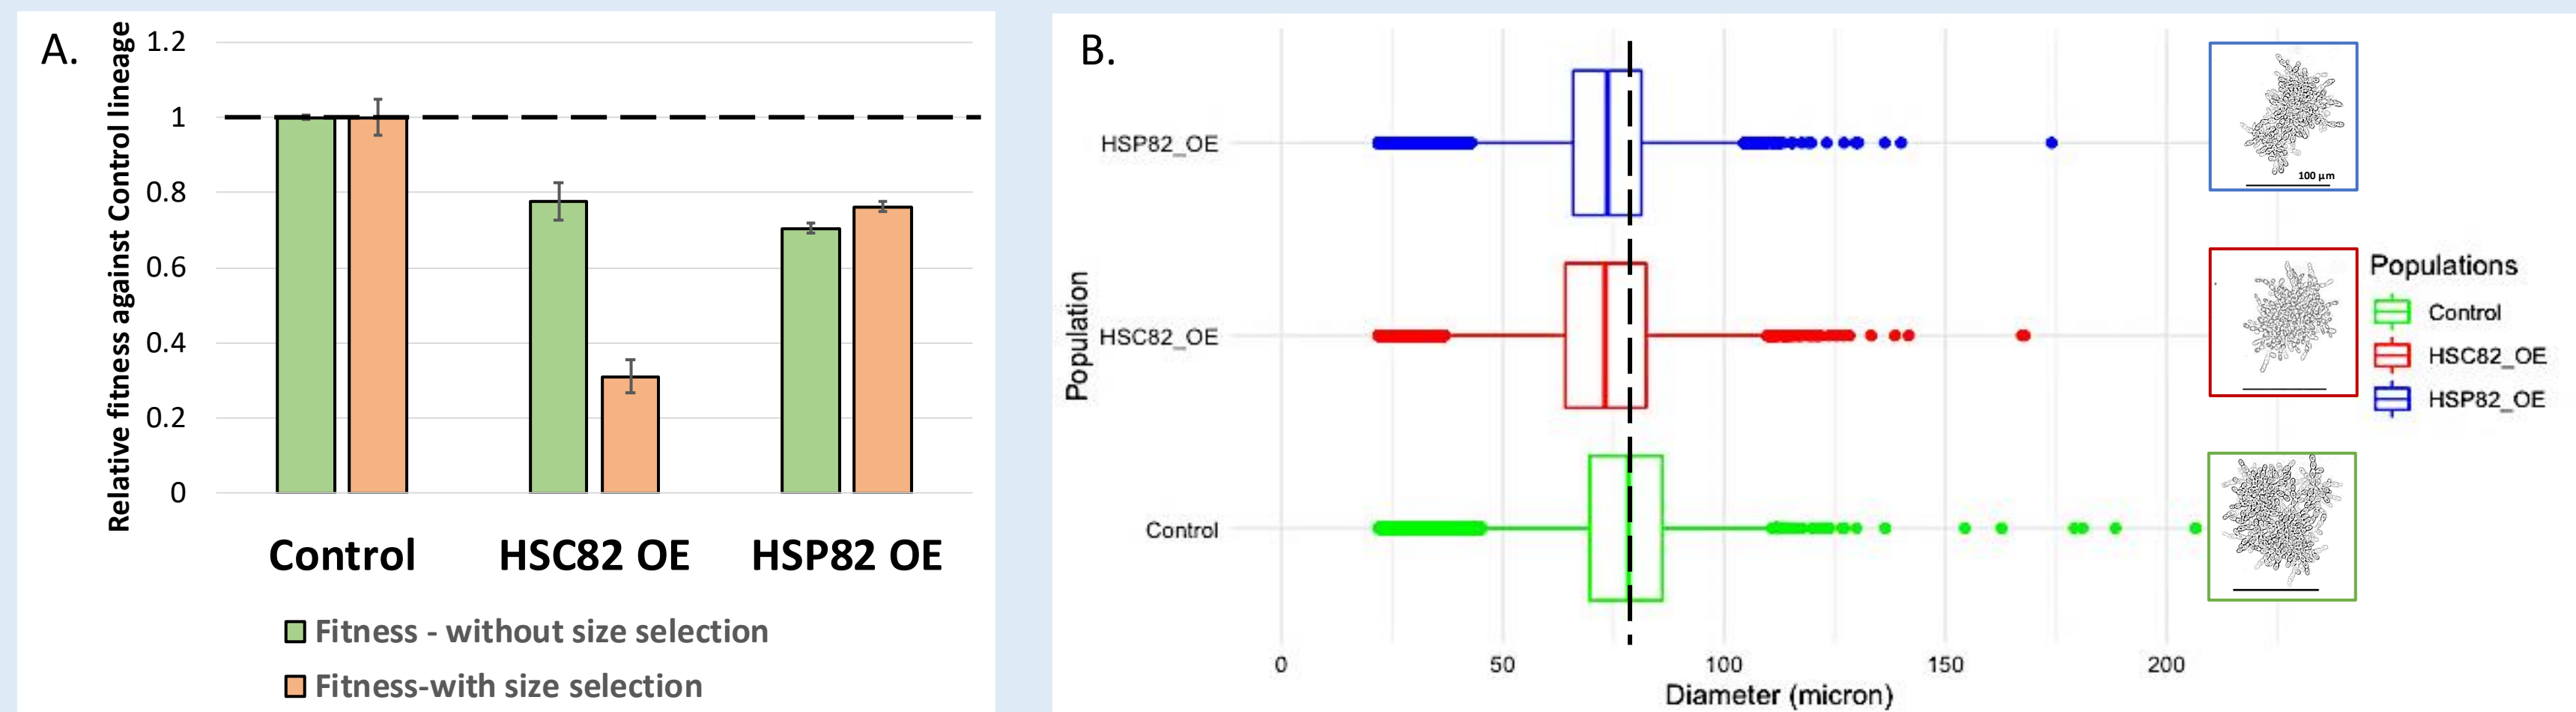 A.
Relative fitness against Control lineage
1.2
1
0.8
0.6
0.4
0.2
0
Control
HSC82 OE
HSP82 OE
Fitness - without size selection
Fitness-with size selection
B.
Population
HSP82_OE
HSC82_OE
Control
0
50
100
150
200
Diameter (micron)
100 µm
Populations
Control
HSC82_OE
HSP82_OE